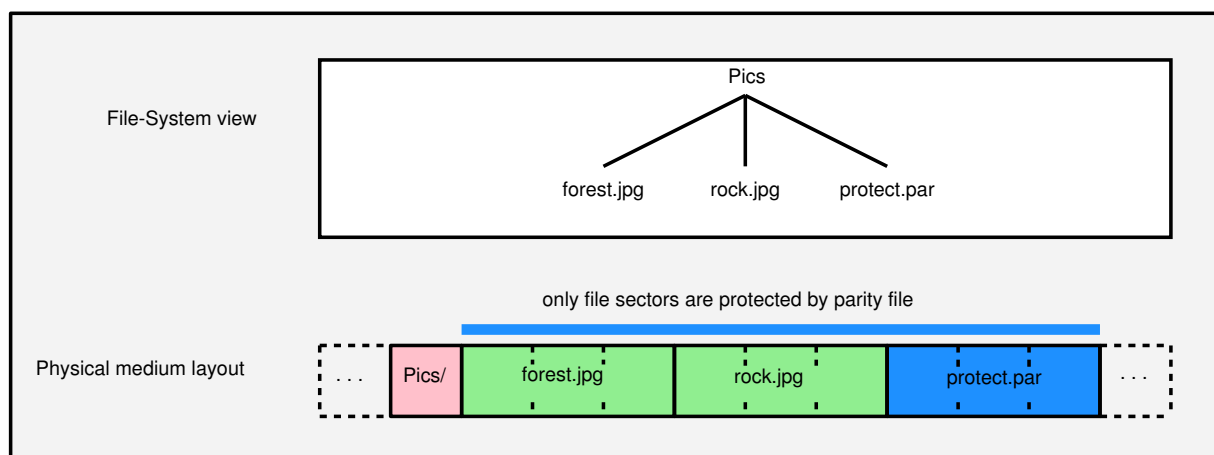 Pics
File-System view
forest.jpg rock.jpg protect.par
only file sectors are protected by parity file
Physical medium layout . . . Pics/ forest.jpg rock.jpg protect.par . . .